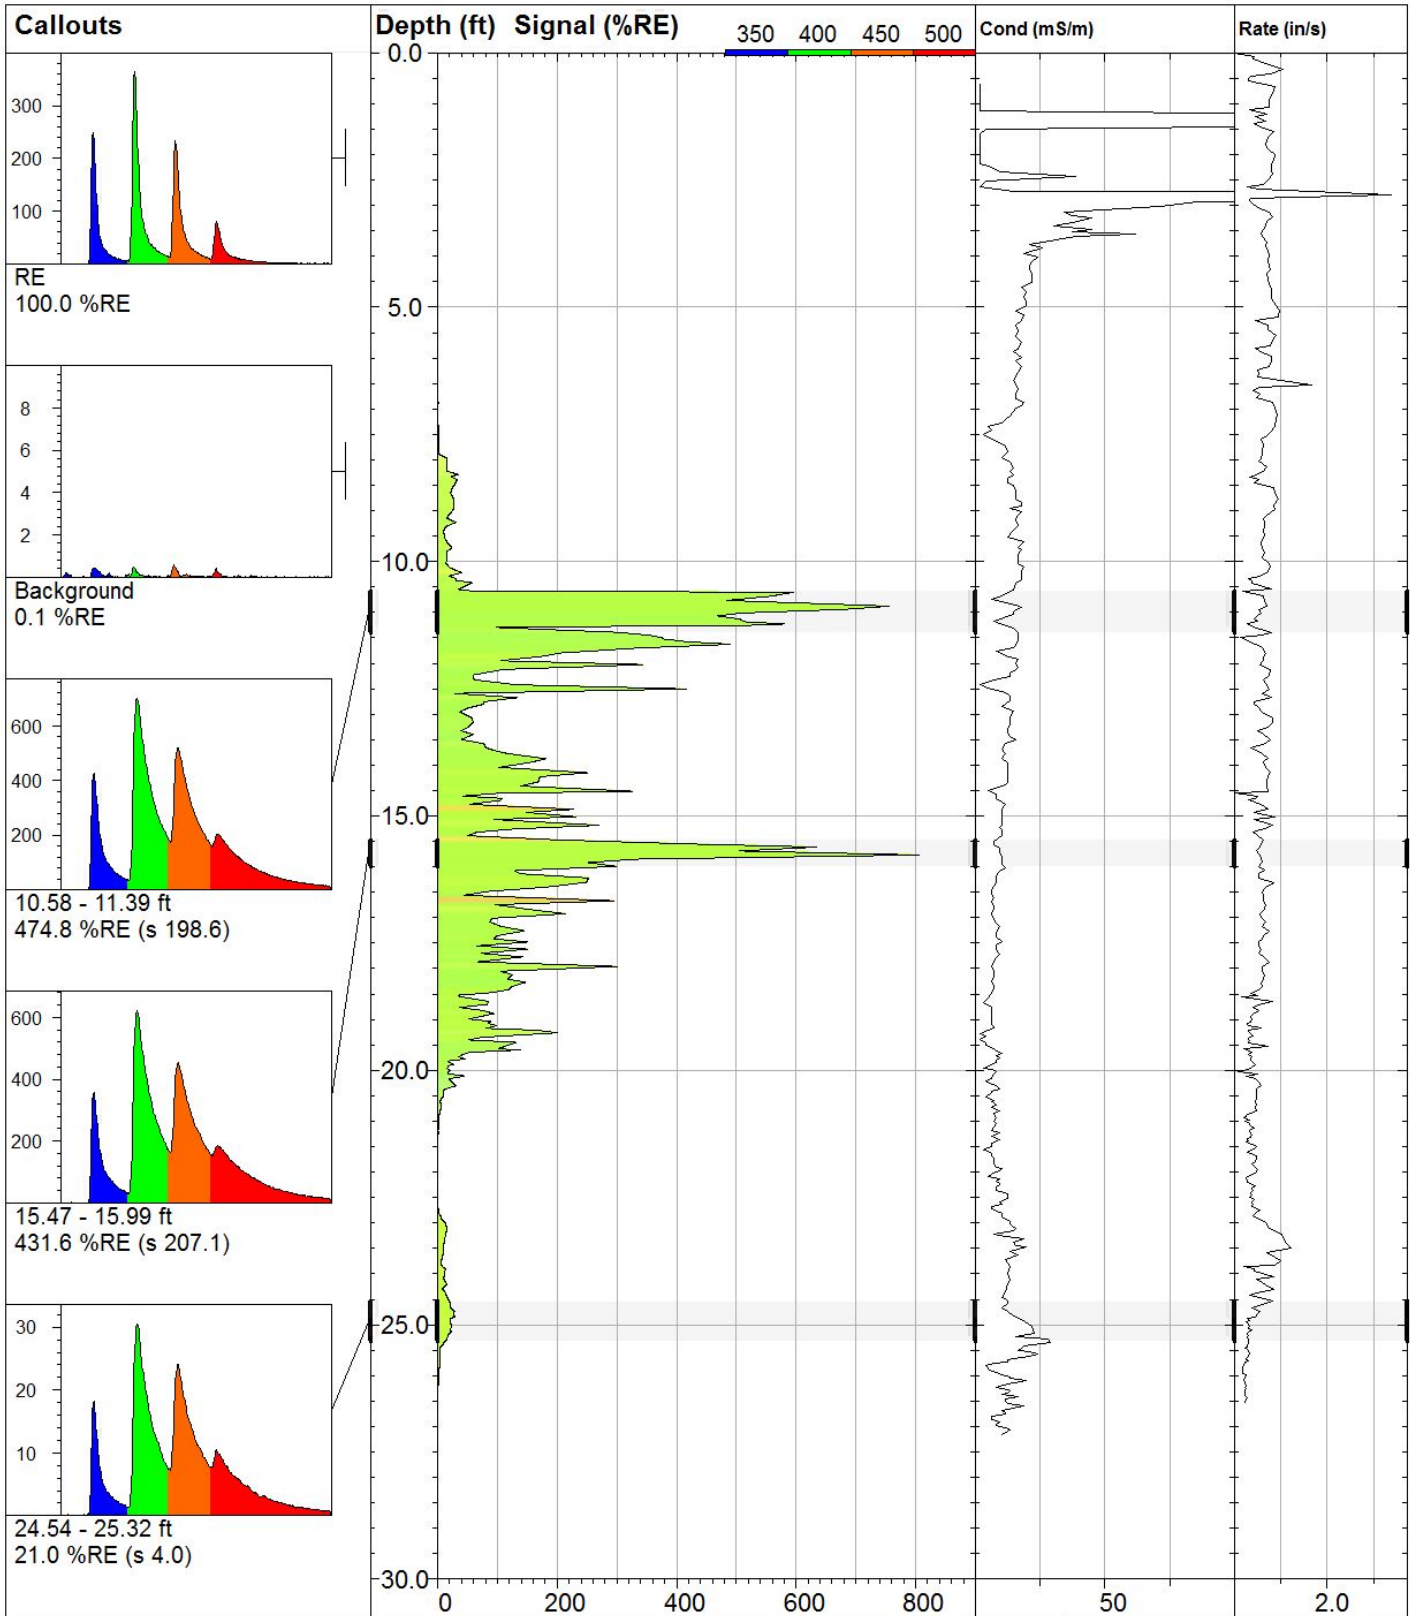 Callouts
Depth (ft) Signal (%RE)
350 400 450 500
Cond (mS/m)
Rate (in/s)
300
200
100
RE
100.0 %RE
8
6
4
2
Background
0.1 %RE
600
400
200
10.58 - 11.39 ft
474.8 %RE (s 198.6)
600
400
200
15.47 - 15.99 ft
431.6 %RE (s 207.1)
30
20
10
24.54 - 25.32 ft
21.0 %RE (s 4.0)
0.0
5.0
10.0
15.0
20.0
25.0
30.0
0 200 400 600 800
50
2.0